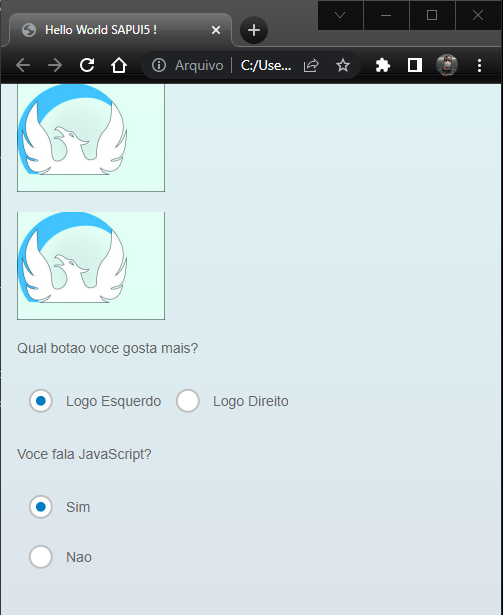 Hello World SAPUI5 !
Arquivo | C:/Use...
Qual botao voce gosta mais?
Logo Esquerdo Logo Direito
Voce fala JavaScript?
Sim
Nao